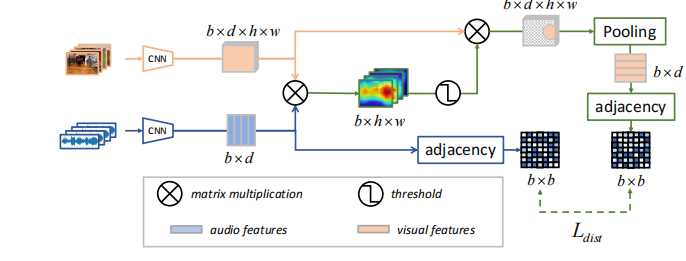 b×d×h×w
b×d×h×w
CNN
Pooling
b×d
b×h×w
adjacency
CNN
b×d
adjacency
b×b
b×b
matrix multiplication
threshold
audio features
visual features
L_dist